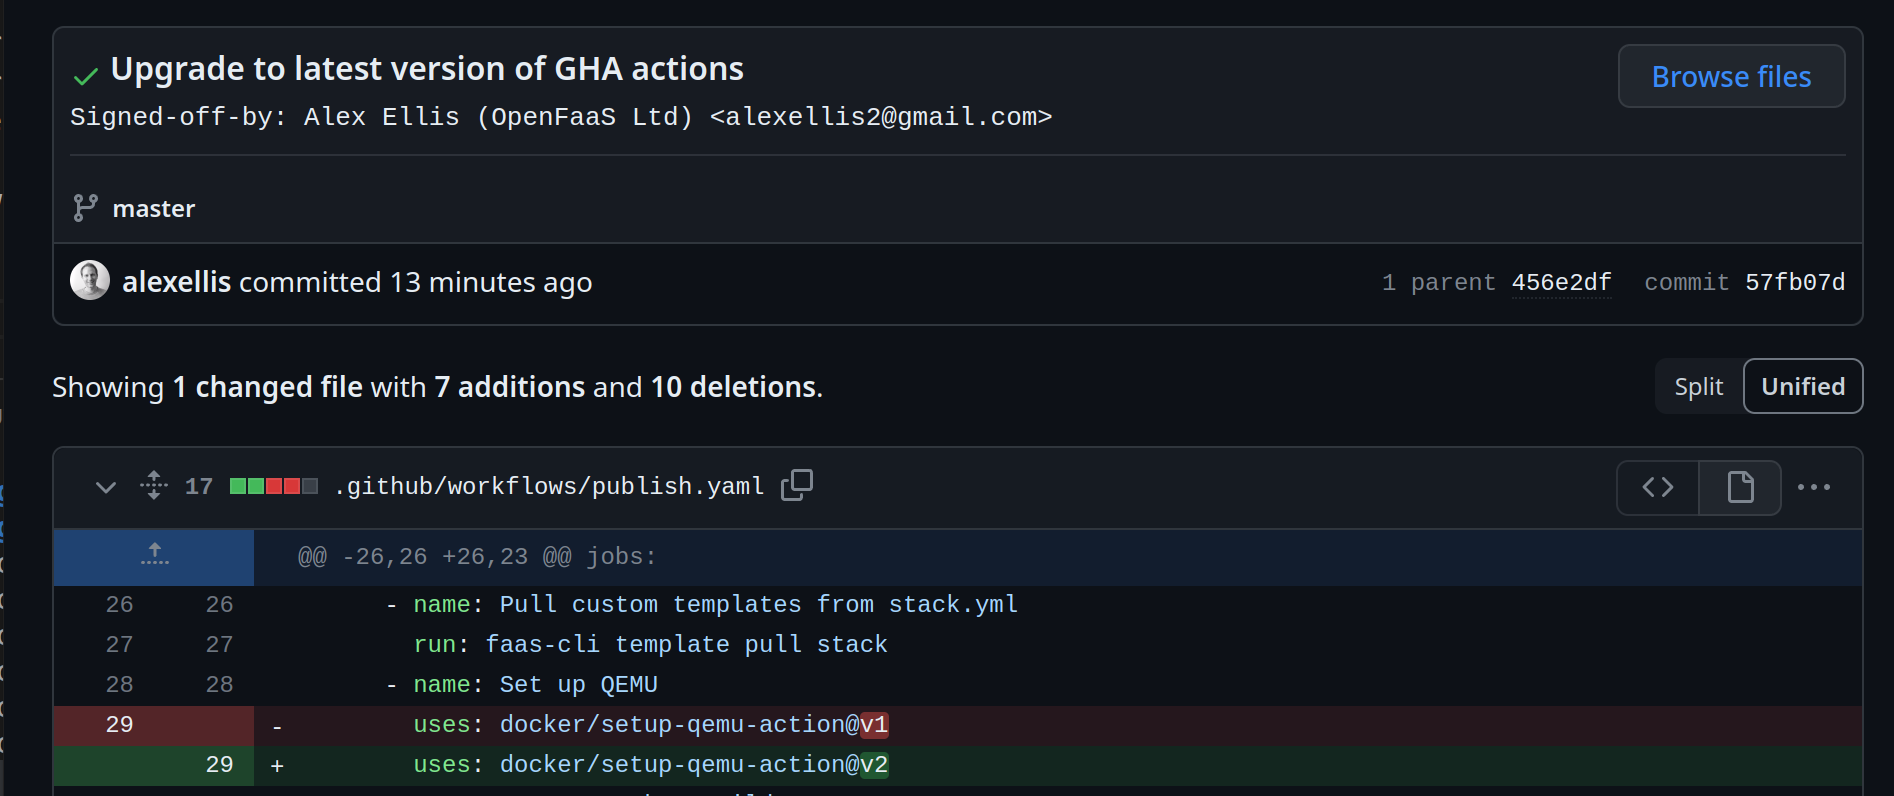 Upgrade to latest version of GHA actions
Browse files
Signed-off-by: Alex Ellis (OpenFaaS Ltd) <alexellis2@gmail.com>
master
alexellis committed 13 minutes ago
1 parent 456e2df commit 57fb07d
Showing 1 changed file with 7 additions and 10 deletions.
Split Unified
17 .github/workflows/publish.yaml
@@ -26,26 +26,23 @@ jobs:
26 26 - name: Pull custom templates from stack.yml
27 27 run: faas-cli template pull stack
28 28 - name: Set up QEMU
29 - uses: docker/setup-qemu-action@v1
29 + uses: docker/setup-qemu-action@v2